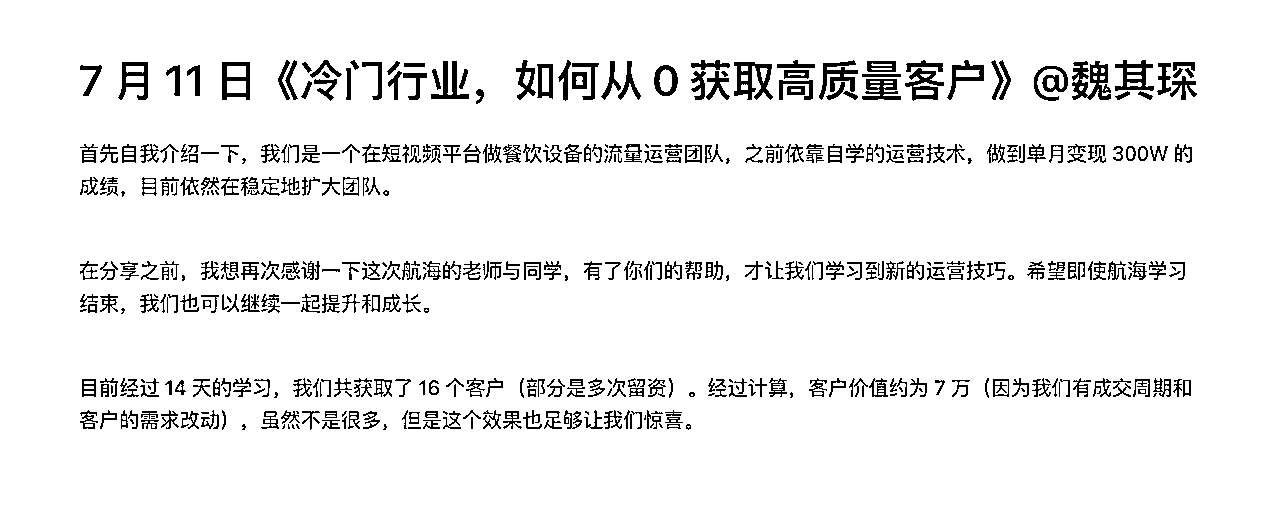 7 月 11 日《冷门行业，如何从 0 获取高质量客户》@魏其琛
首先自我介绍一下，我们是一个在短视频平台做餐饮设备的流量运营团队，之前依靠自学的运营技术，做到单月变现 300W 的
成绩，目前依然在稳定地扩大团队。
在分享之前，我想再次感谢一下这次航海的老师与同学，有了你们的帮助，才让我们学习到新的运营技巧。希望即使航海学习
结束，我们也可以继续一起提升和成长。
目前经过 14 天的学习，我们共获取了 16 个客户（部分是多次留资）。经过计算，客户价值约为 7 万（因为我们有成交周期和
客户的需求改动），虽然不是很多，但是这个效果也足够让我们惊喜。